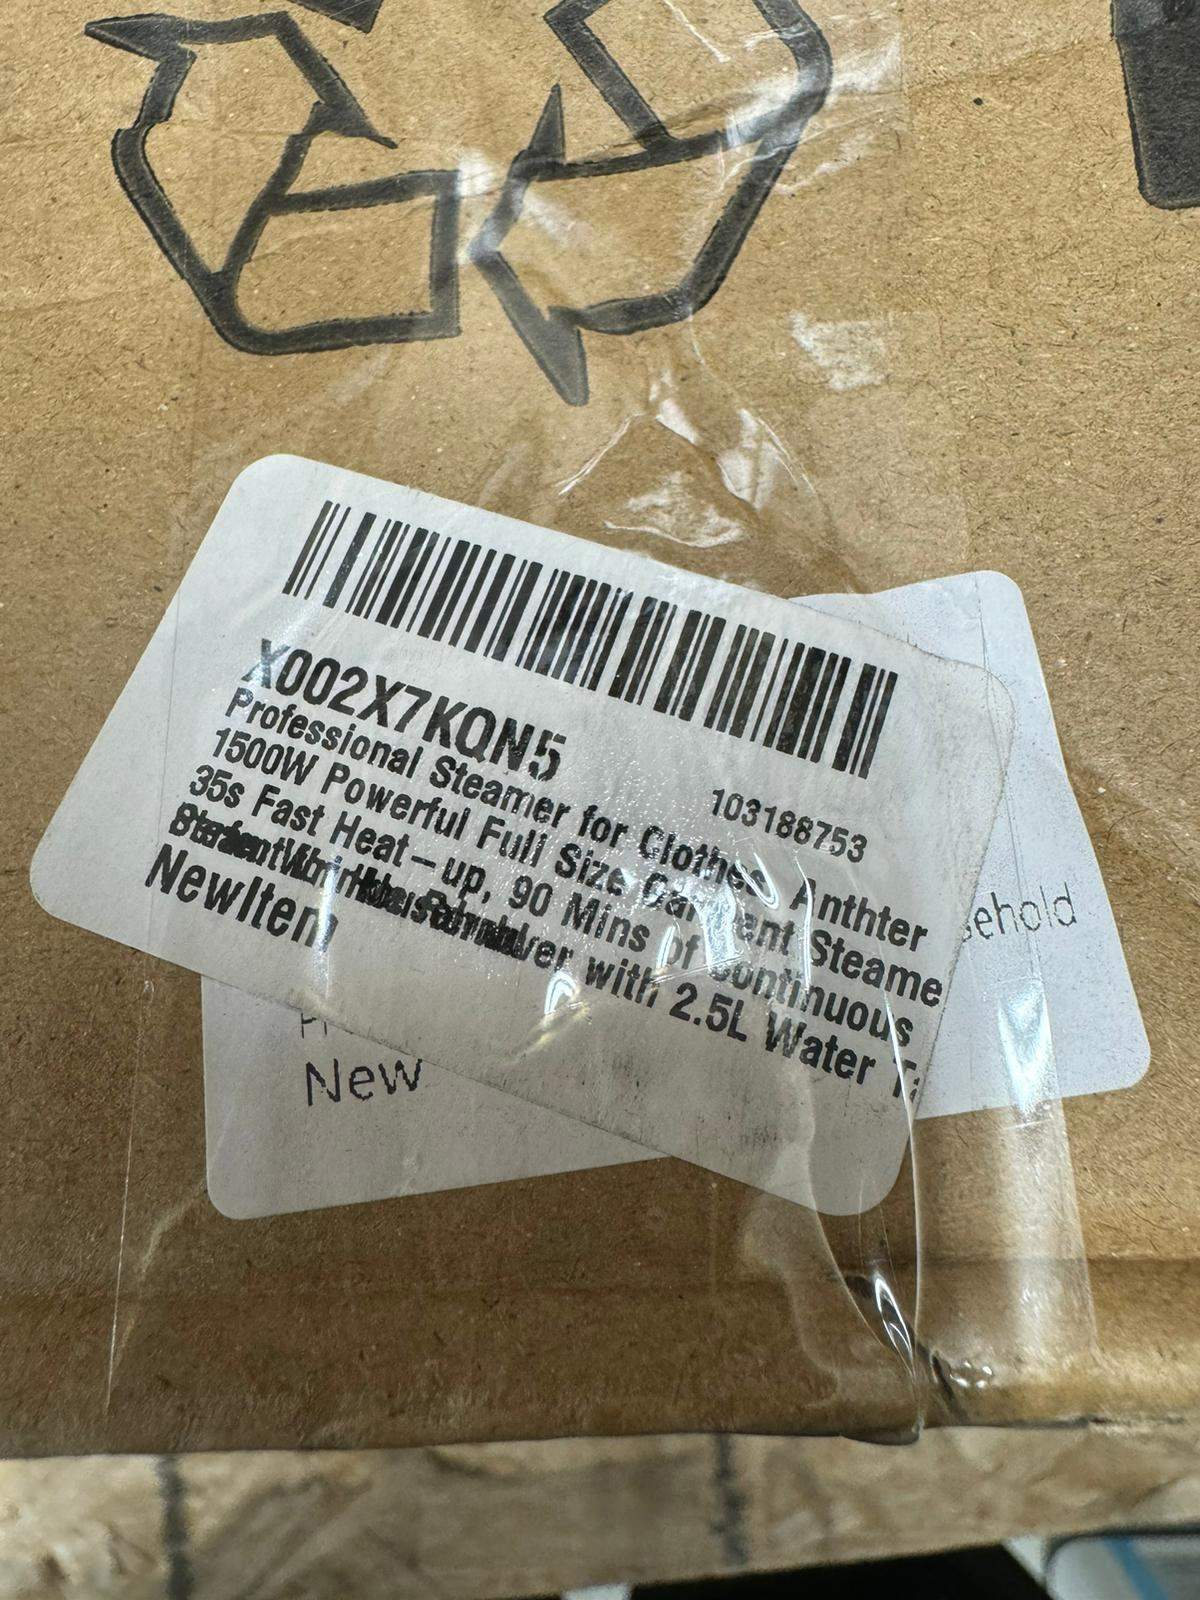 X002X7KQN5
103188753
Professional Steamer for Clothes, Anthter
1500W Powerful Full Size Garment Steame
35s Fast Heat-up, 90 Mins of Continuous
with 2.5L Water Ta
NewItem
sehold
New